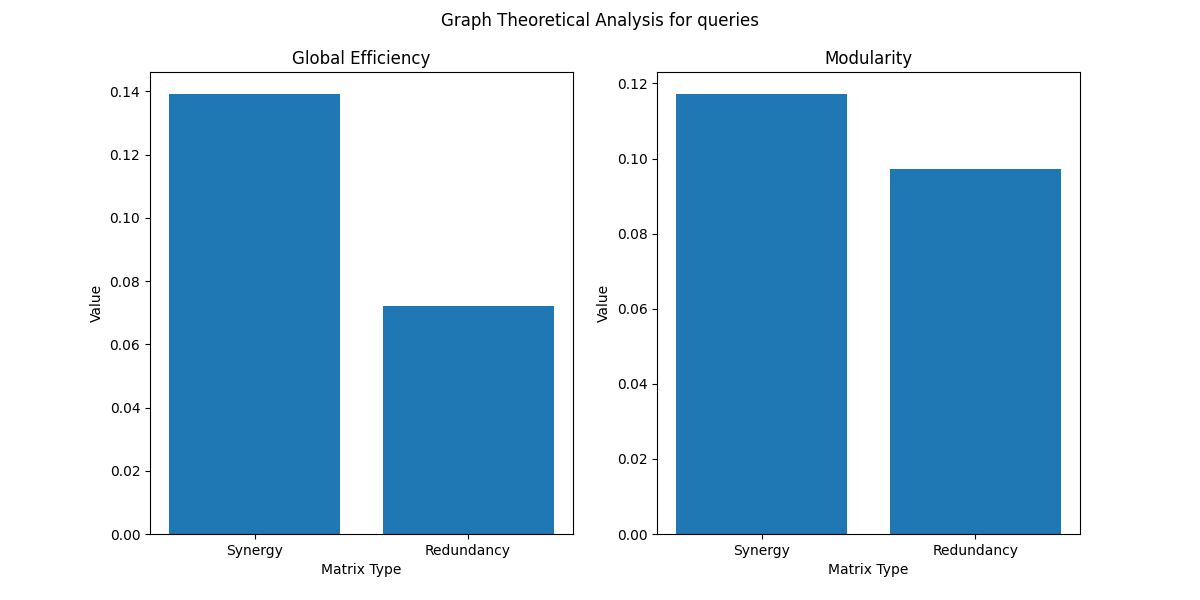 Graph Theoretical Analysis for queries
Global Efficiency
0.14
0.12
0.10
0.08
0.06
0.04
0.02
0.00
Value
Synergy
Redundancy
Matrix Type
Modularity
0.12
0.10
0.08
0.06
0.04
0.02
0.00
Value
Synergy
Redundancy
Matrix Type